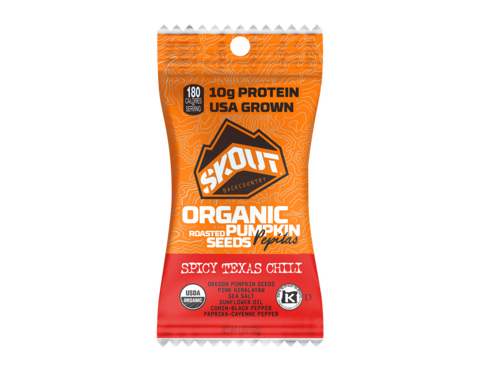 180
CALORIES
PER
SERVING
10g PROTEIN
USA GROWN
SKOUT
BACKCOUNTRY
ORGANIC
ROASTED PUMPKIN
SEEDS Pepitas
SPICY TEXAS CHILI
OREGON PUMPKIN SEEDS
PINK HIMALAYAN
SEA SALT
SUNFLOWER OIL
CUMIN-BLACK PEPPER
PAPRIKA-CAYENNE PEPPER
USDA
ORGANIC
K
D